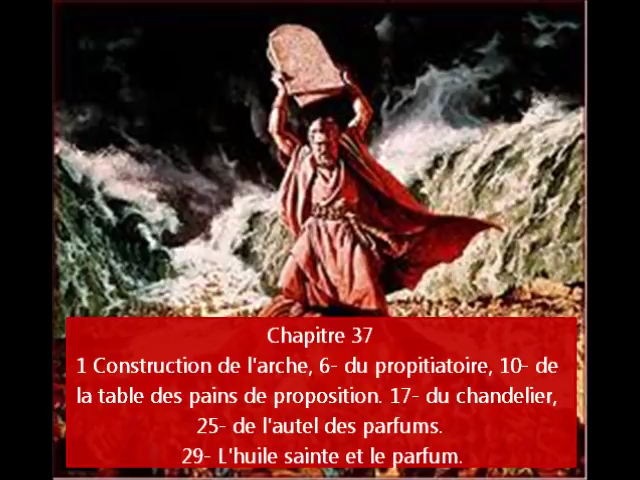 Chapitre 37
1 Construction de l'arche, 6- du propitiatoire, 10- de
la table des pains de proposition. 17- du chandelier,
25- de l'autel des parfums.
29- L'huile sainte et le parfum.